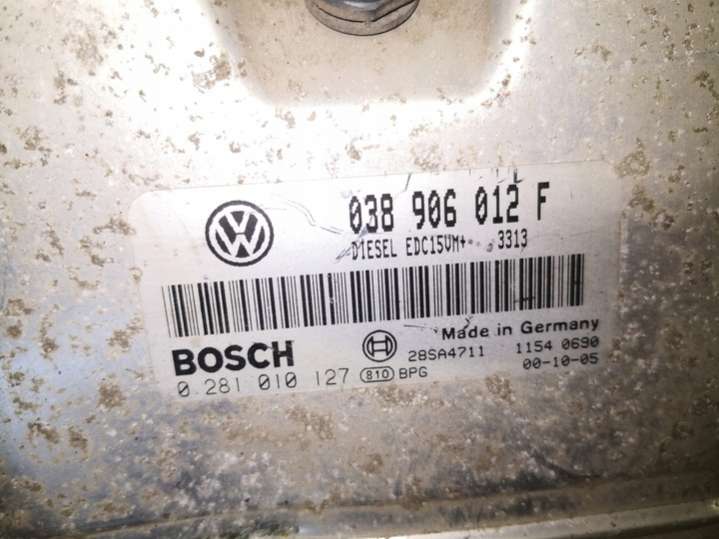 038 906 012 F
DIESEL EDC15VM+ 3313
Made in Germany
BOSCH 28SA4711 1154 0690
0 281 010 127 810 BPG 00-10-05